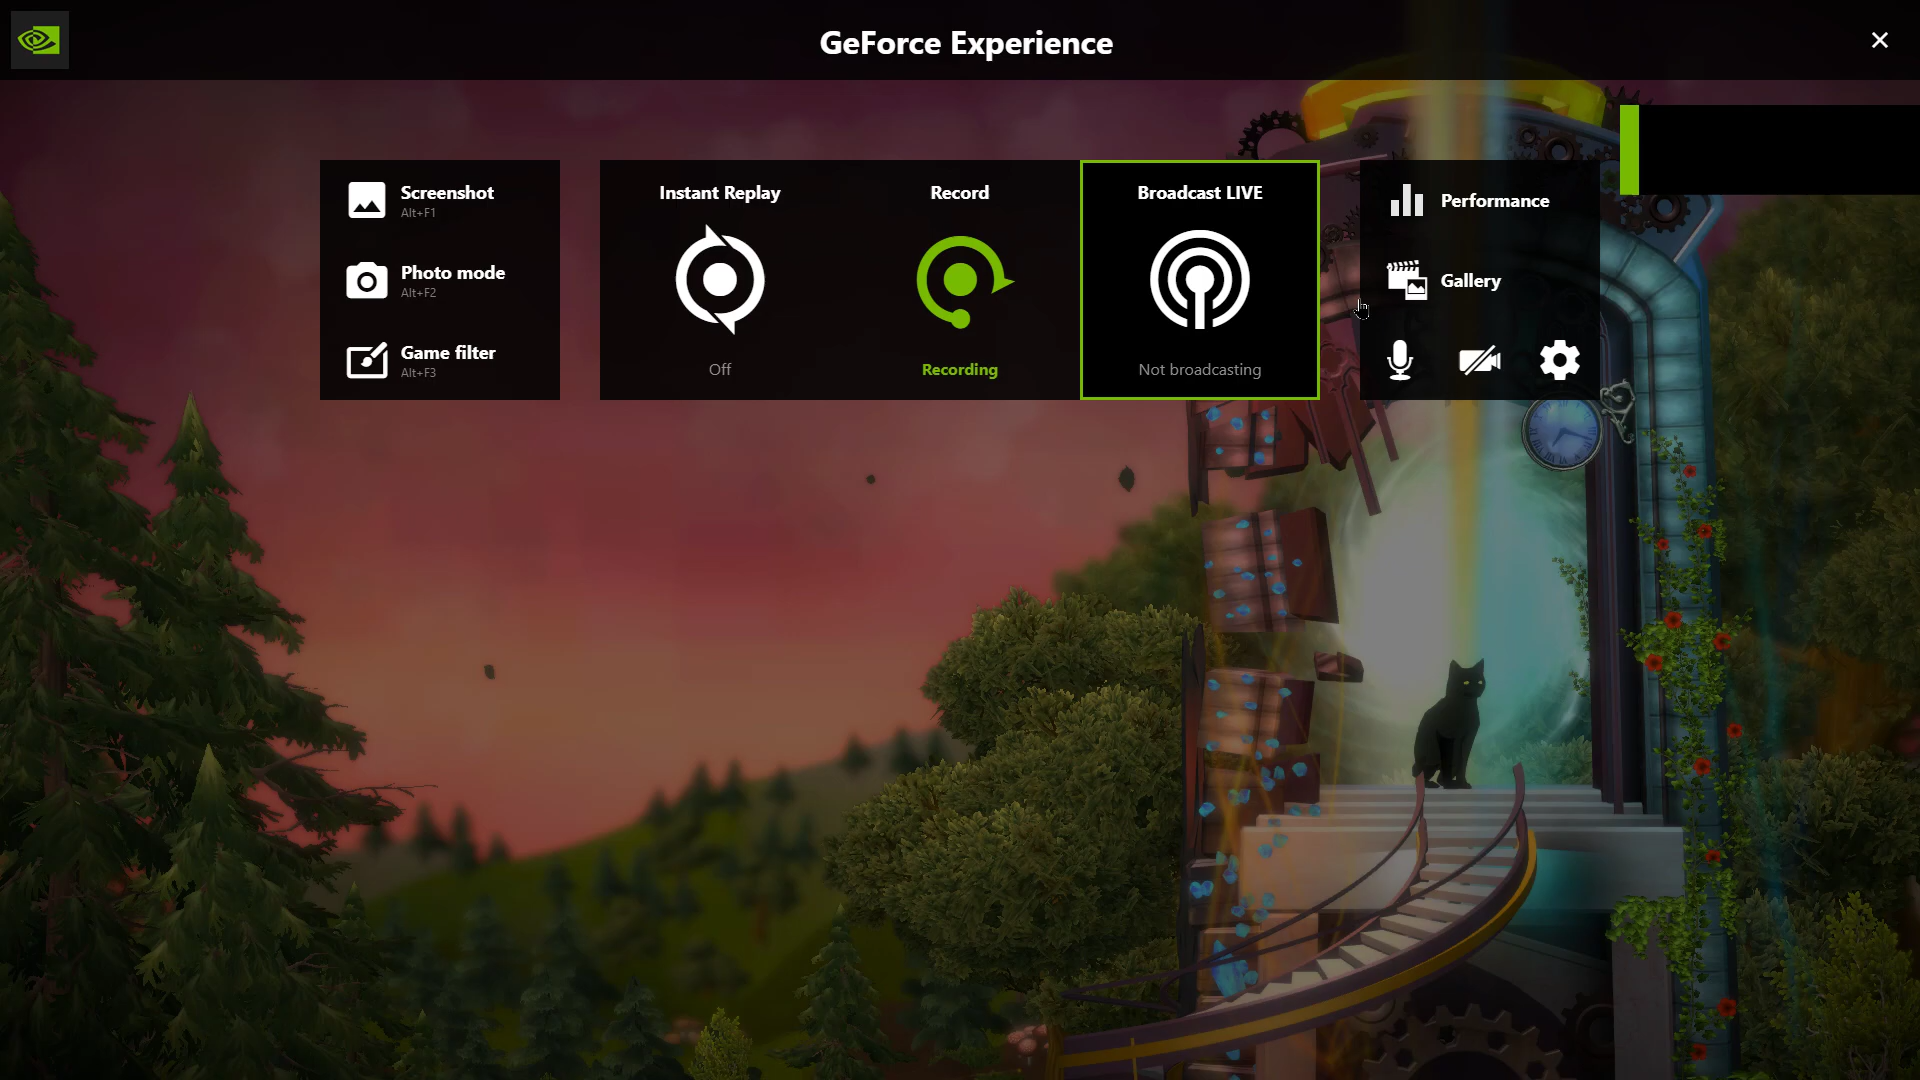 GeForce Experience
Screenshot
Alt+F1
Photo mode
Alt+F2
Game filter
Alt+F3
Instant Replay
Off
Record
Recording
Broadcast LIVE
Not broadcasting
Performance
Gallery